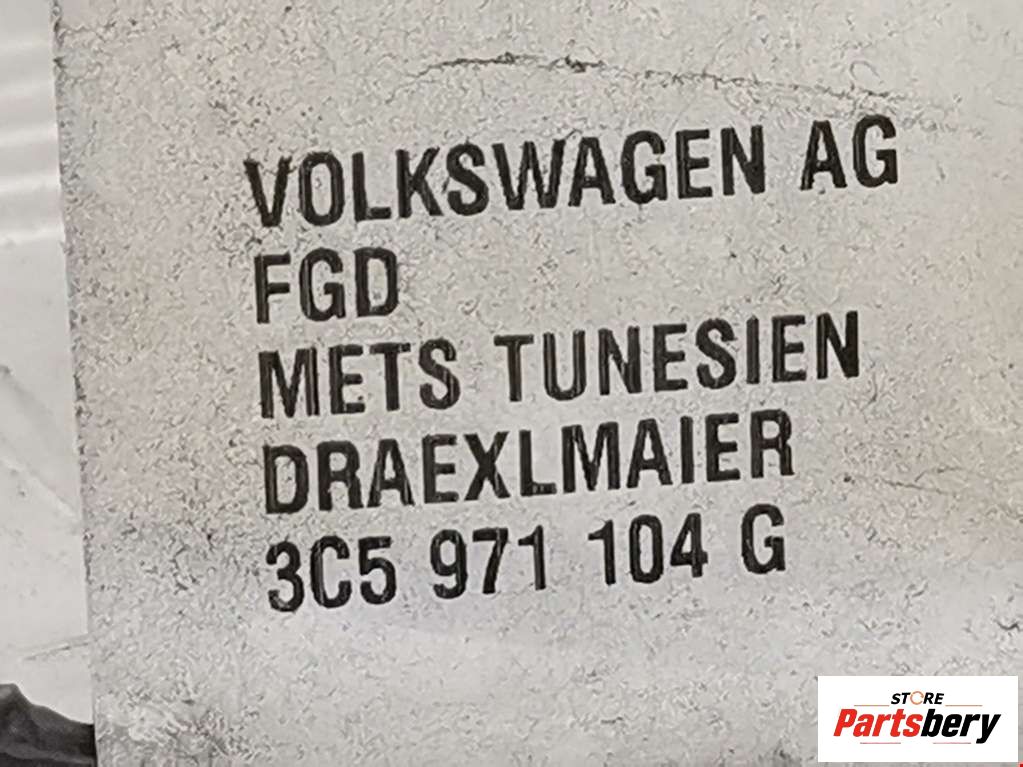 VOLKSWAGEN AG
FGD
METS TUNESIEN
DRAEXLMAIER
3C5 971 104 G
STORE
Partsbery